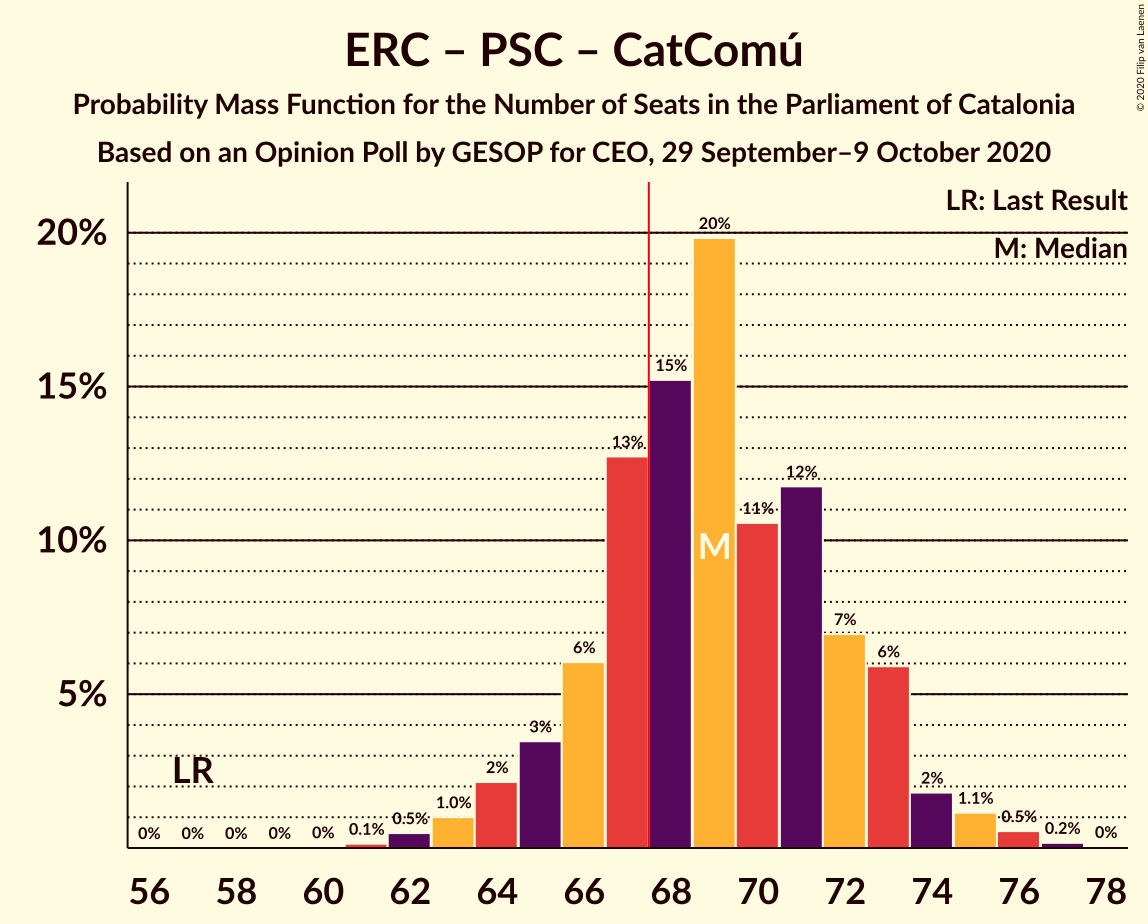 ERC – PSC – CatComú
Probability Mass Function for the Number of Seats in the Parliament of Catalonia
Based on an Opinion Poll by GESOP for CEO, 29 September–9 October 2020
© 2020 Filip van Laenen
LR: Last Result
M: Median
20%
15%
10%
5%
0% 0% 0% 0% 0% 0.1% 0.5% 1.0% 2% 3% 6% 13% 15% 20% 11% 12% 7% 6% 2% 1.1% 0.5% 0.2% 0%
LR
M
56 58 60 62 64 66 68 70 72 74 76 78